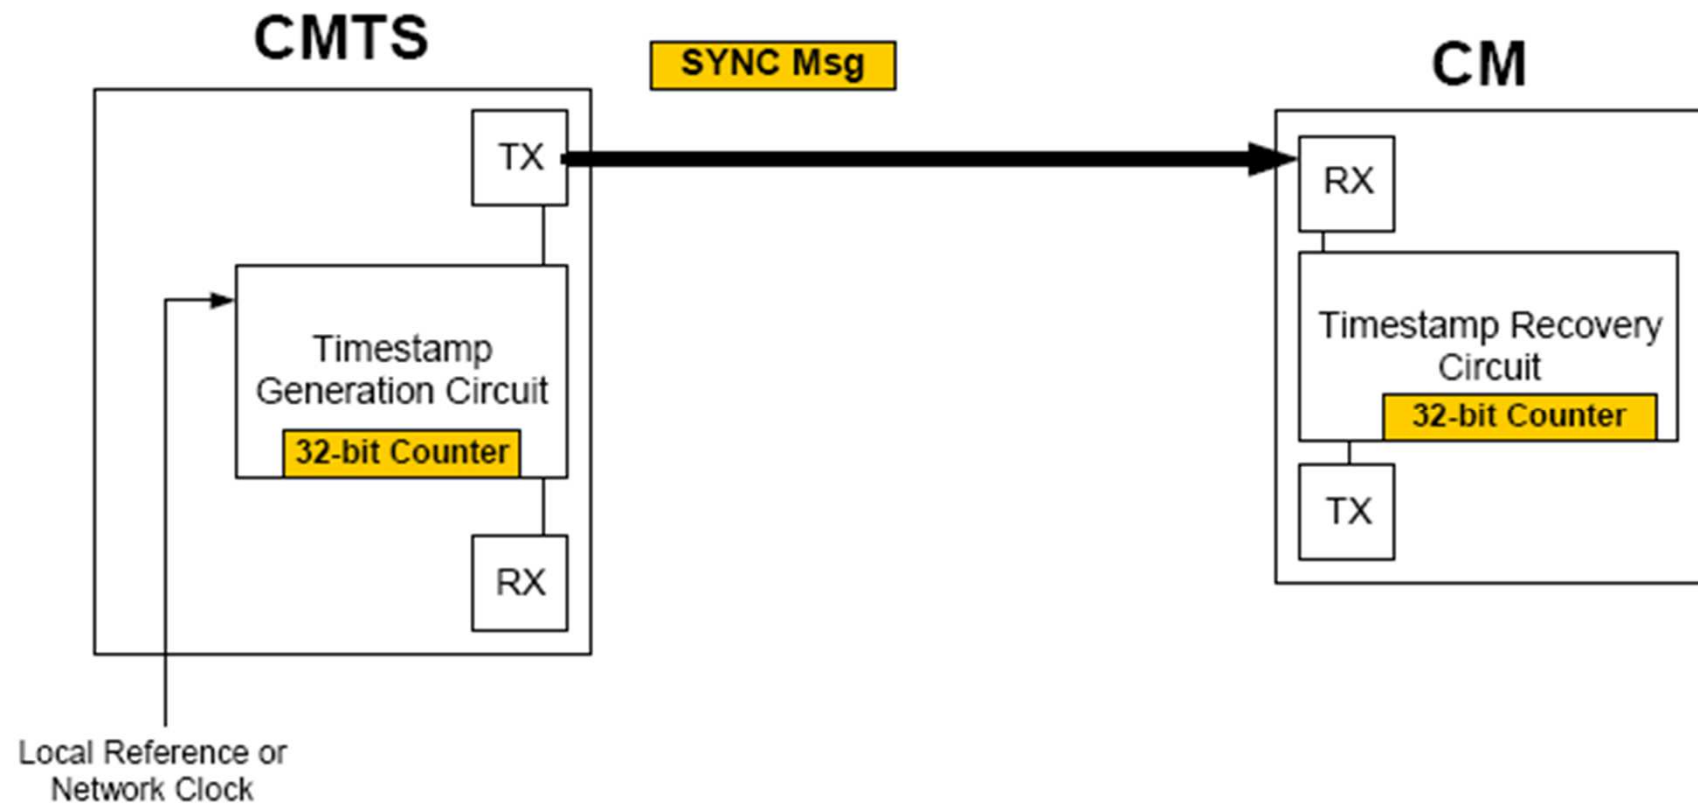 CMTS
SYNC Msg
CM
TX
RX
Timestamp
Generation Circuit
32-bit Counter
Timestamp Recovery
Circuit
32-bit Counter
TX
RX
Local Reference or
Network Clock